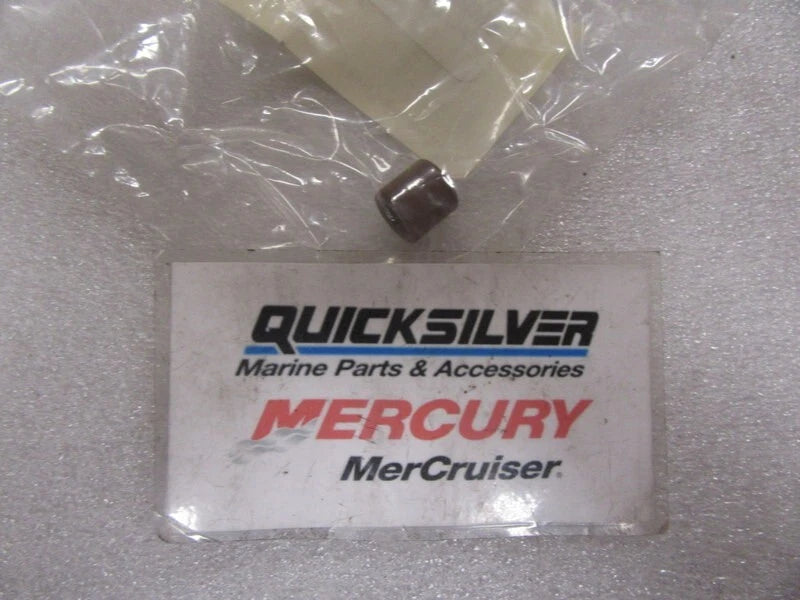 QUICKSILVER
Marine Parts & Accessories
MERCURY
MerCruiser.